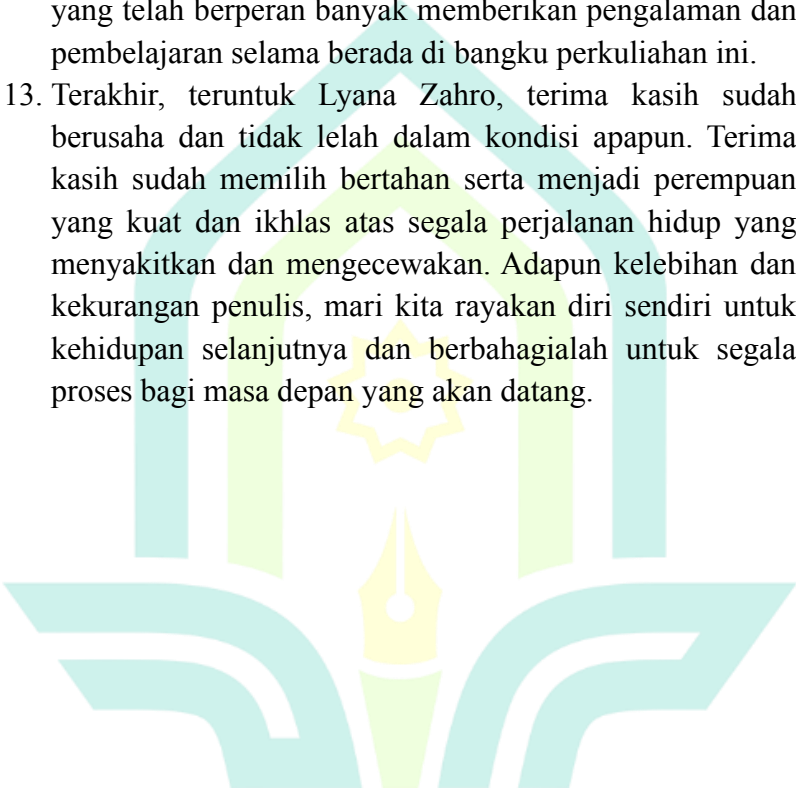 yang telah berperan banyak memberikan pengalaman dan
pembelajaran selama berada di bangku perkuliahan ini.
13. Terakhir, teruntuk Lyana Zahro, terima kasih sudah
berusaha dan tidak lelah dalam kondisi apapun. Terima
kasih sudah memilih bertahan serta menjadi perempuan
yang kuat dan ikhlas atas segala perjalanan hidup yang
menyakitkan dan mengecewakan. Adapun kelebihan dan
kekurangan penulis, mari kita rayakan diri sendiri untuk
kehidupan selanjutnya dan berbahagialah untuk segala
proses bagi masa depan yang akan datang.